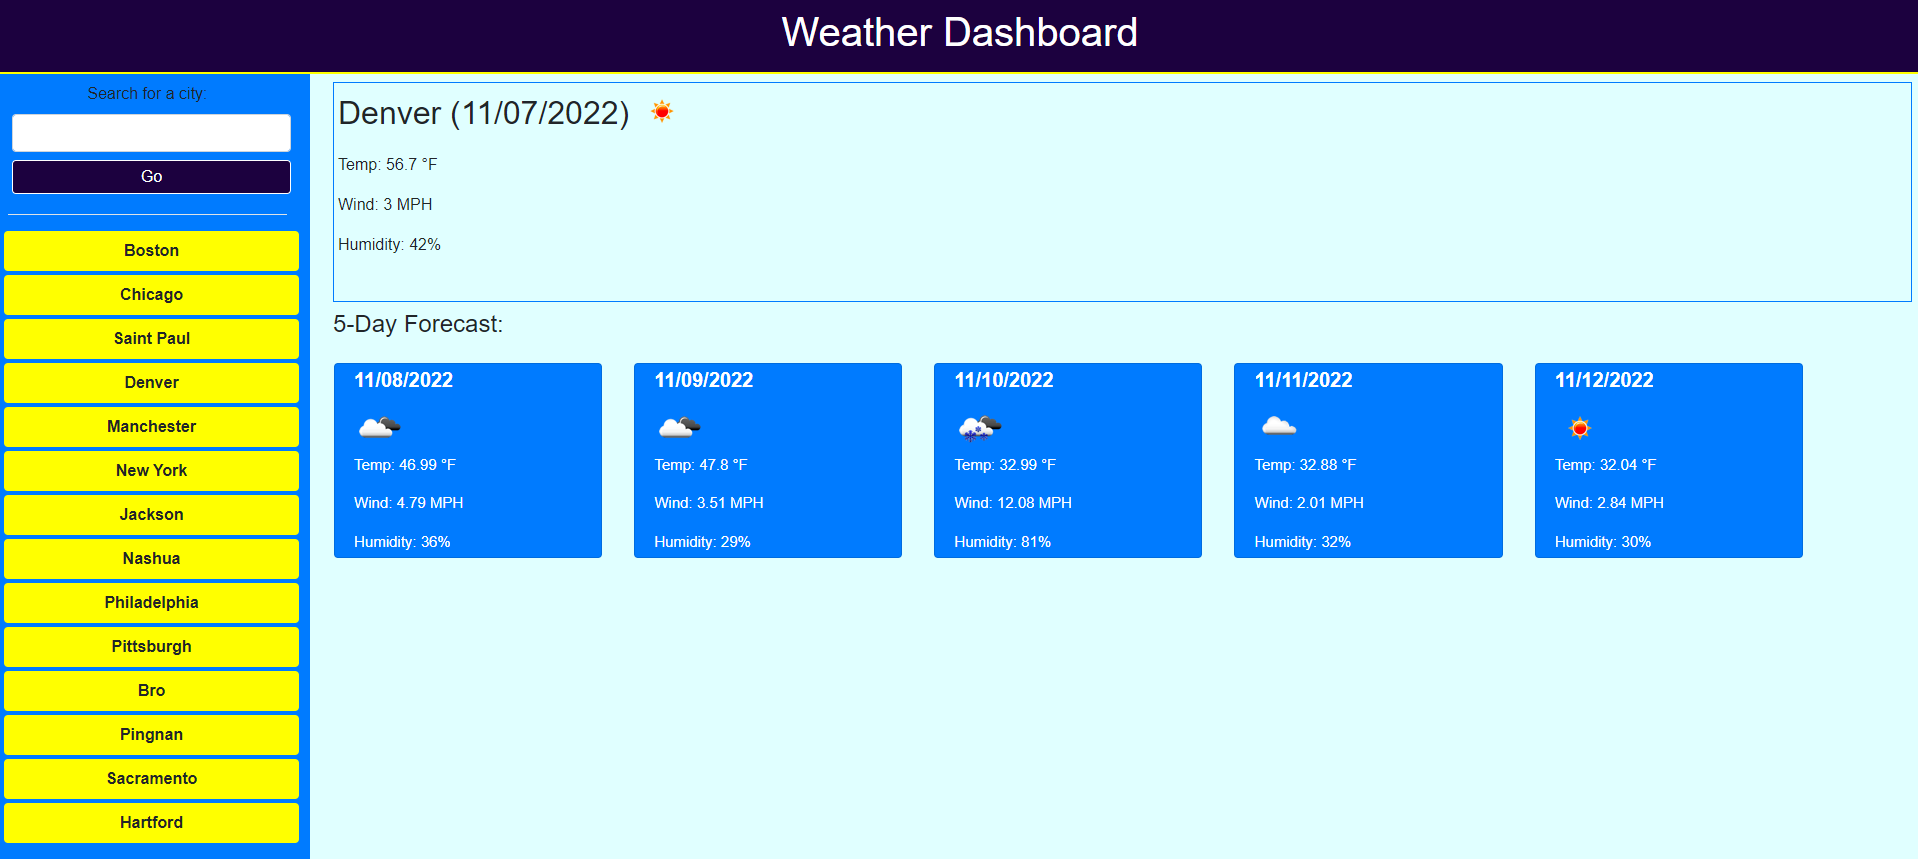 Weather Dashboard
Search for a city:
Go
Boston
Chicago
Saint Paul
Denver
Manchester
New York
Jackson
Nashua
Philadelphia
Pittsburgh
Bro
Pingnan
Sacramento
Hartford
Denver (11/07/2022)
Temp: 56.7 °F
Wind: 3 MPH
Humidity: 42%
5-Day Forecast:
11/08/2022
Temp: 46.99 °F
Wind: 4.79 MPH
Humidity: 36%
11/09/2022
Temp: 47.8 °F
Wind: 3.51 MPH
Humidity: 29%
11/10/2022
Temp: 32.99 °F
Wind: 12.08 MPH
Humidity: 81%
11/11/2022
Temp: 32.88 °F
Wind: 2.01 MPH
Humidity: 32%
11/12/2022
Temp: 32.04 °F
Wind: 2.84 MPH
Humidity: 30%